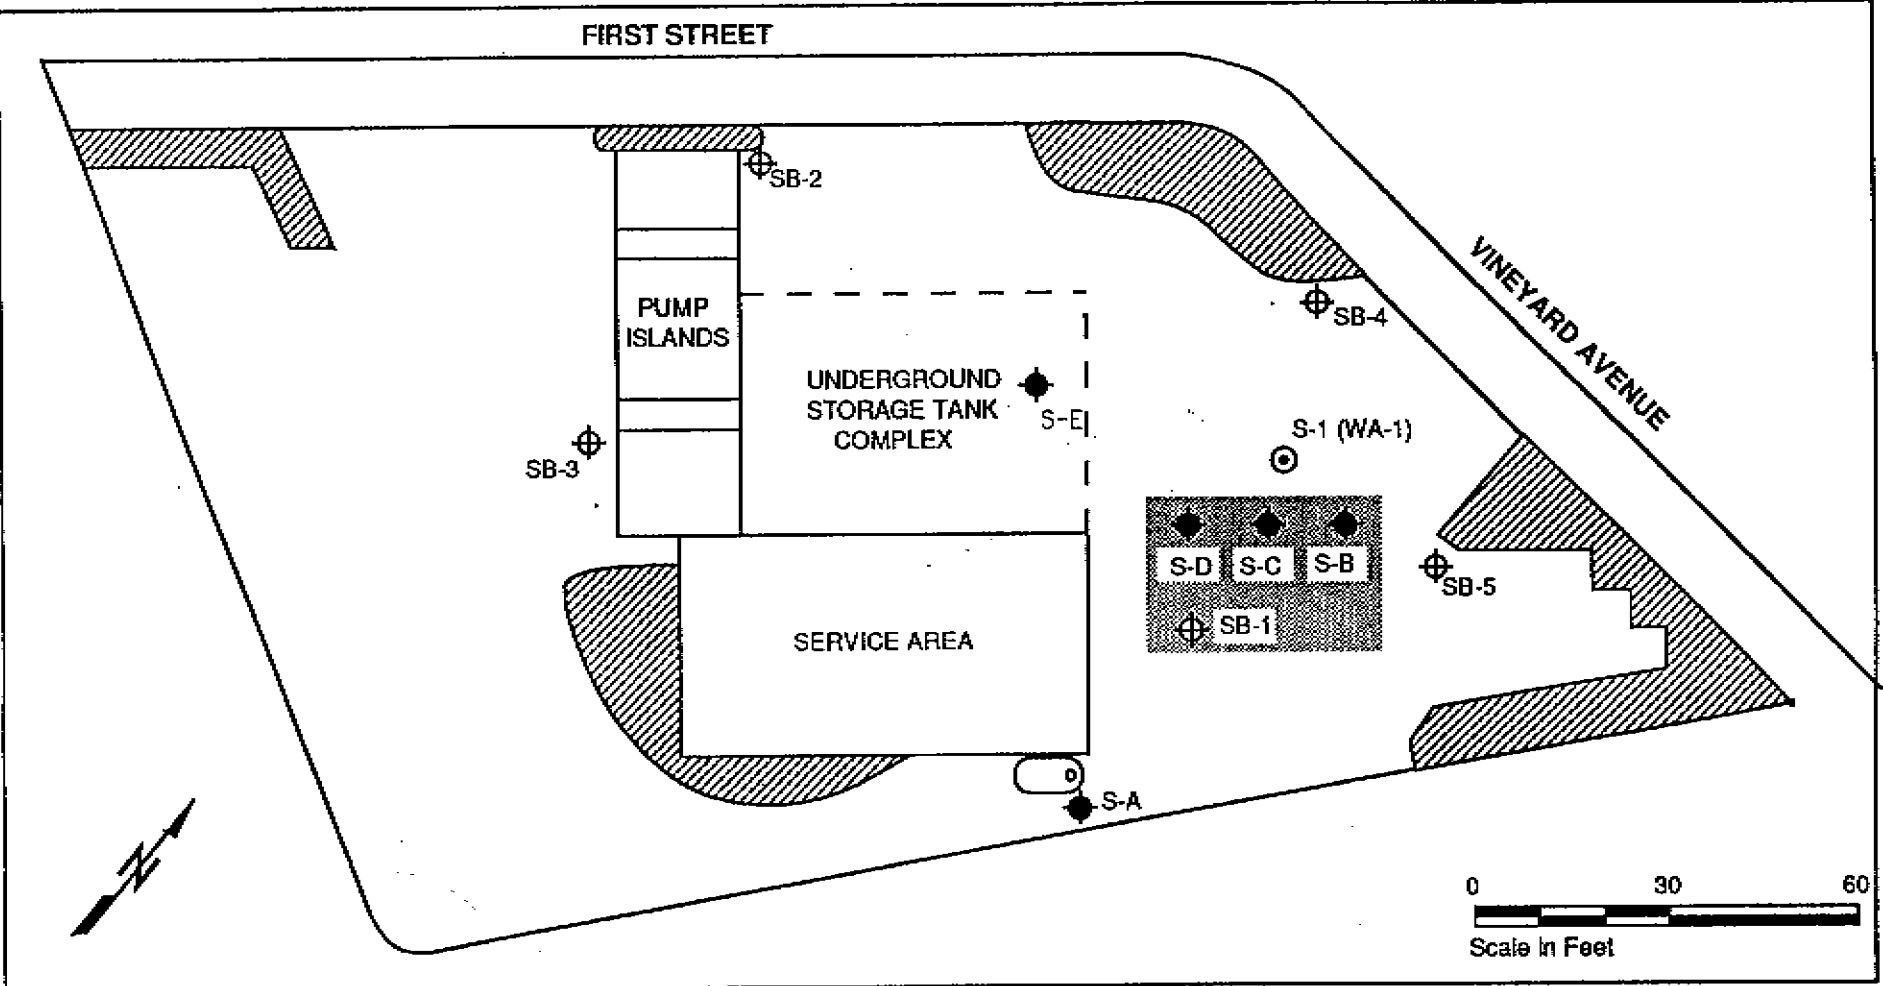 FIRST STREET
SB-2
VINEYARD AVENUE
PUMP
ISLANDS
SB-4
UNDERGROUND
STORAGE TANK
COMPLEX
S-E
SB-3
S-1 (WA-1)
S-D
S-C
S-B
SB-5
SB-1
SERVICE AREA
S-A
N
0 30 60
Scale In Feet